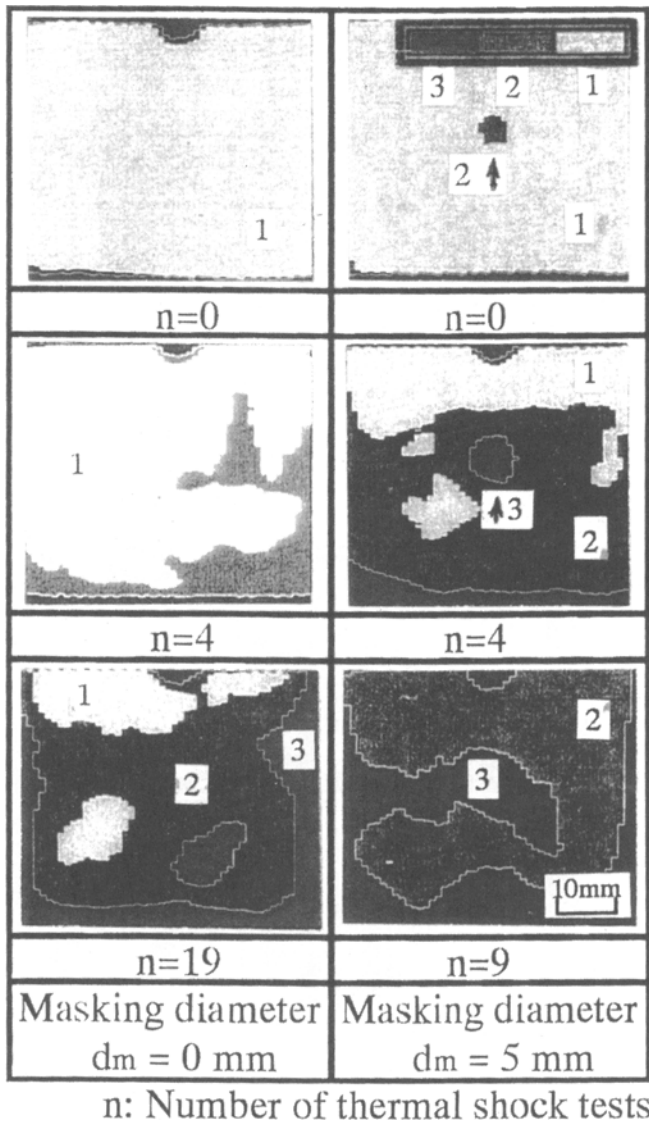 3 2 1
2
1
1
n=0 n=0
1
1
3
2
n=4 n=4
1
2
3
2
3
10mm
n=19 n=9
Masking diameter
dm = 0 mm
Masking diameter
dm = 5 mm
n: Number of thermal shock tests